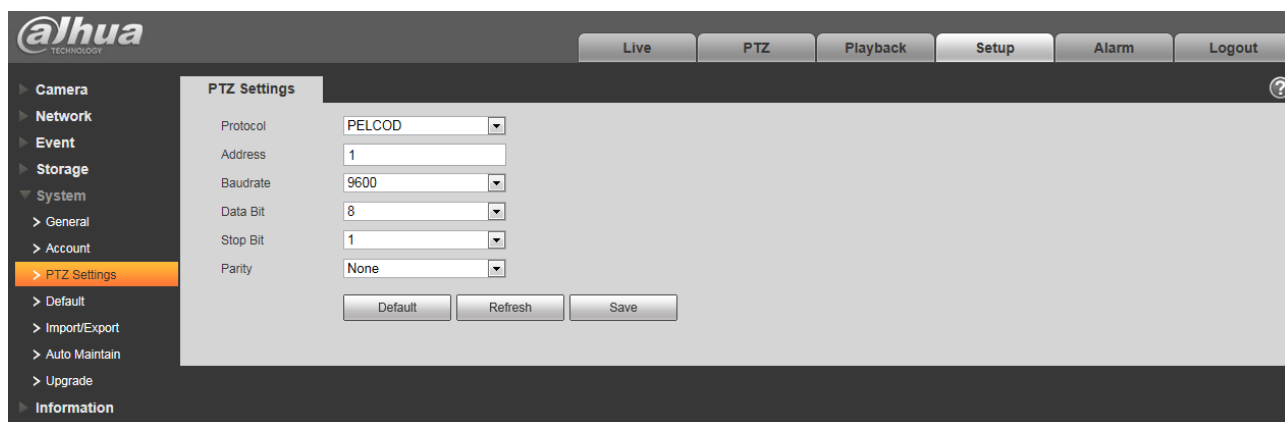 alhua
TECHNOLOGY
Live PTZ Playback Setup Alarm Logout
Camera
Network
Event
Storage
System
> General
> Account
> PTZ Settings
> Default
> Import/Export
> Auto Maintain
> Upgrade
Information
PTZ Settings
?
Protocol PELCOD
Address 1
Baudrate 9600
Data Bit 8
Stop Bit 1
Parity None
Default Refresh Save